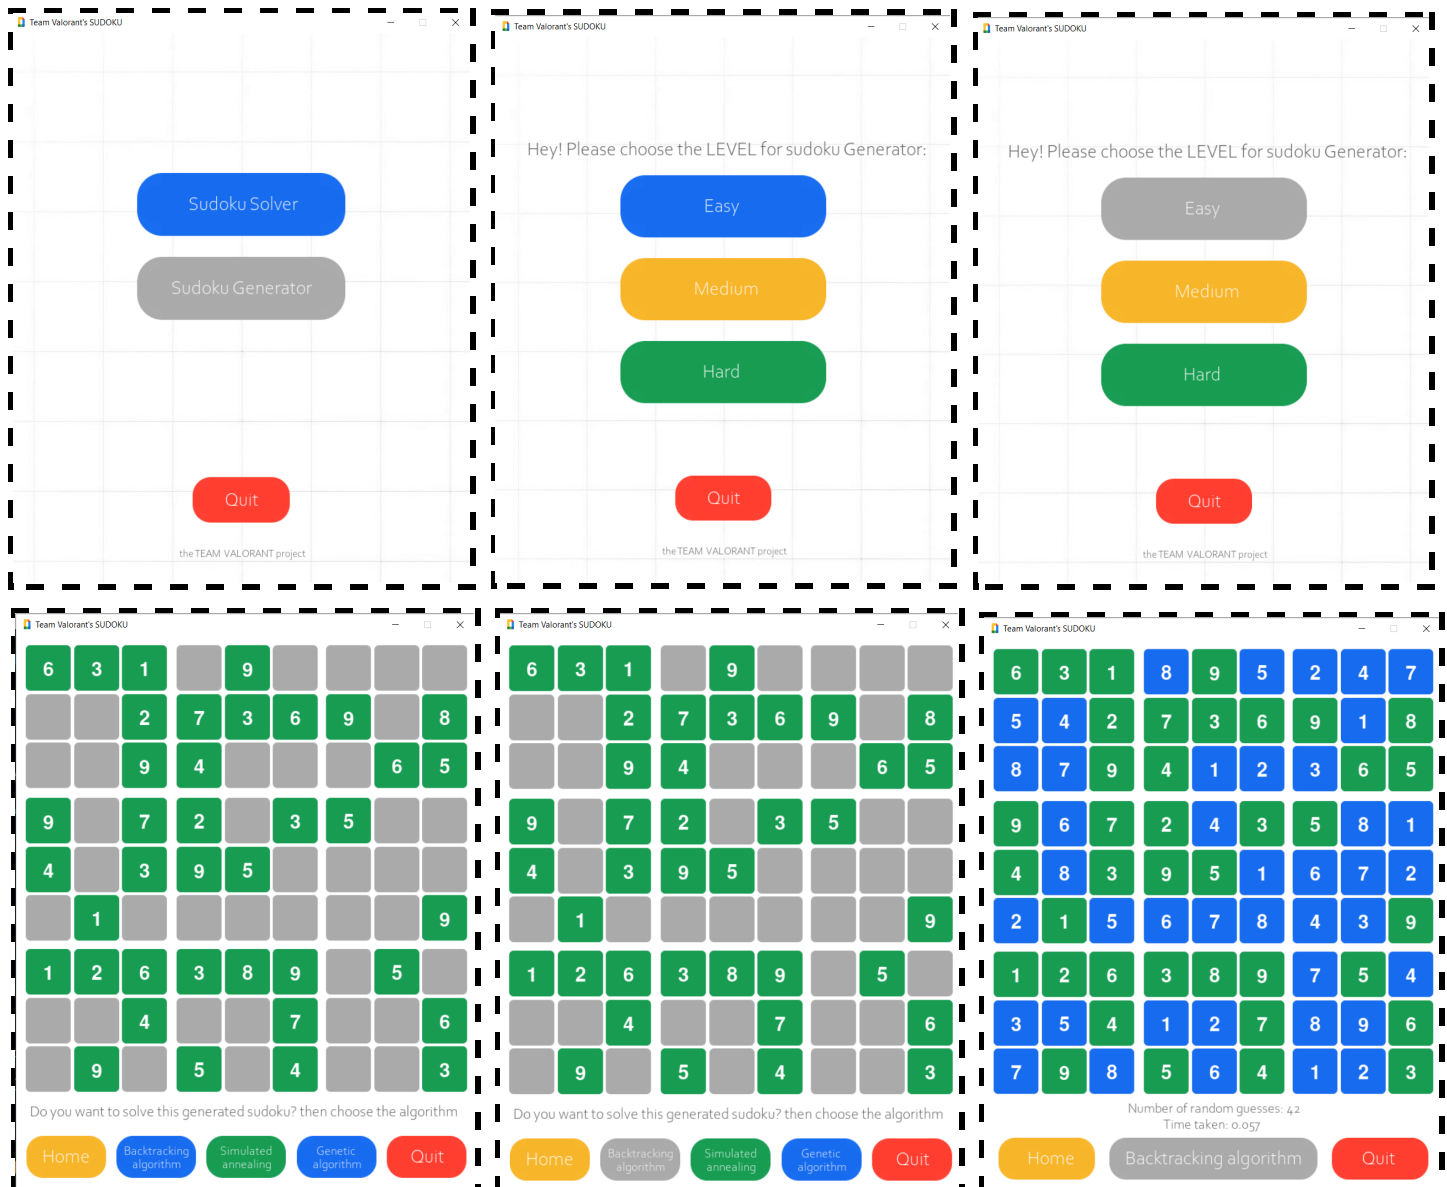 Team Valorant's SUDOKU
Sudoku Solver
Sudoku Generator
Quit
the TEAM VALORANT project
Team Valorant's SUDOKU
Hey! Please choose the LEVEL for sudoku Generator:
Easy
Medium
Hard
Quit
the TEAM VALORANT project
Team Valorant's SUDOKU
Hey! Please choose the LEVEL for sudoku Generator:
Easy
Medium
Hard
Quit
the TEAM VALORANT project
Team Valorant's SUDOKU
6 3 1 9
2 7 3 6 9 8
9 4 6 5
9 7 2 3 5
4 3 9 5
1 9
1 2 6 3 8 9 5
4 7 6
9 5 4 3
Do you want to solve this generated sudoku? then choose the algorithm
Home
Backtracking
algorithm
Simulated
annealing
Genetic
algorithm
Quit
Team Valorant's SUDOKU
6 3 1 9
2 7 3 6 9 8
9 4 6 5
9 7 2 3 5
4 3 9 5
1 9
1 2 6 3 8 9 5
4 7 6
9 5 4 3
Do you want to solve this generated sudoku? then choose the algorithm
Home
Backtracking
algorithm
Simulated
annealing
Genetic
algorithm
Quit
Team Valorant's SUDOKU
6 3 1 8 9 5 2 4 7
5 4 2 7 3 6 9 1 8
8 7 9 4 1 2 3 6 5
9 6 7 2 4 3 5 8 1
4 8 3 9 5 1 6 7 2
2 1 5 6 7 8 4 3 9
1 2 6 3 8 9 7 5 4
3 5 4 1 2 7 8 9 6
7 9 8 5 6 4 1 2 3
Number of random guesses: 42
Time taken: 0.057
Home
Backtracking algorithm
Quit